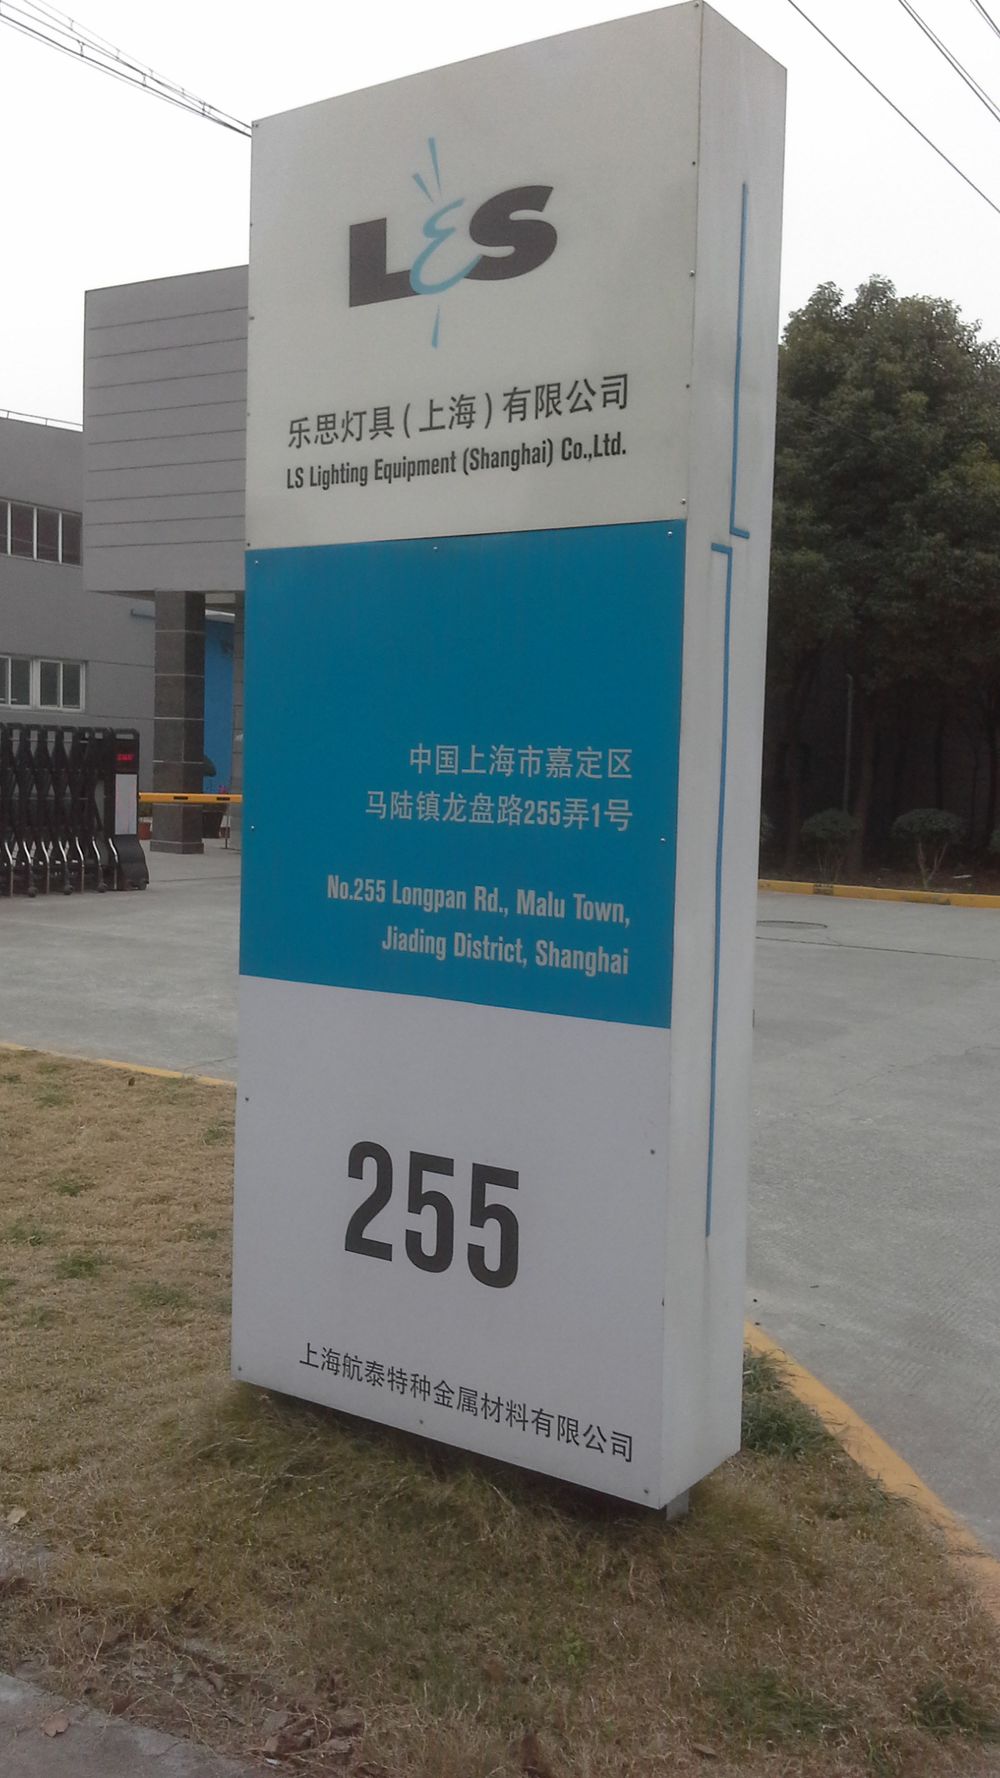 L&S
乐思灯具(上海)有限公司
LS Lighting Equipment (Shanghai) Co.,Ltd.
中国上海市嘉定区
马陆镇龙盘路255弄1号
No.255 Longpan Rd., Malu Town,
Jiading District, Shanghai
255
上海航泰特种金属材料有限公司